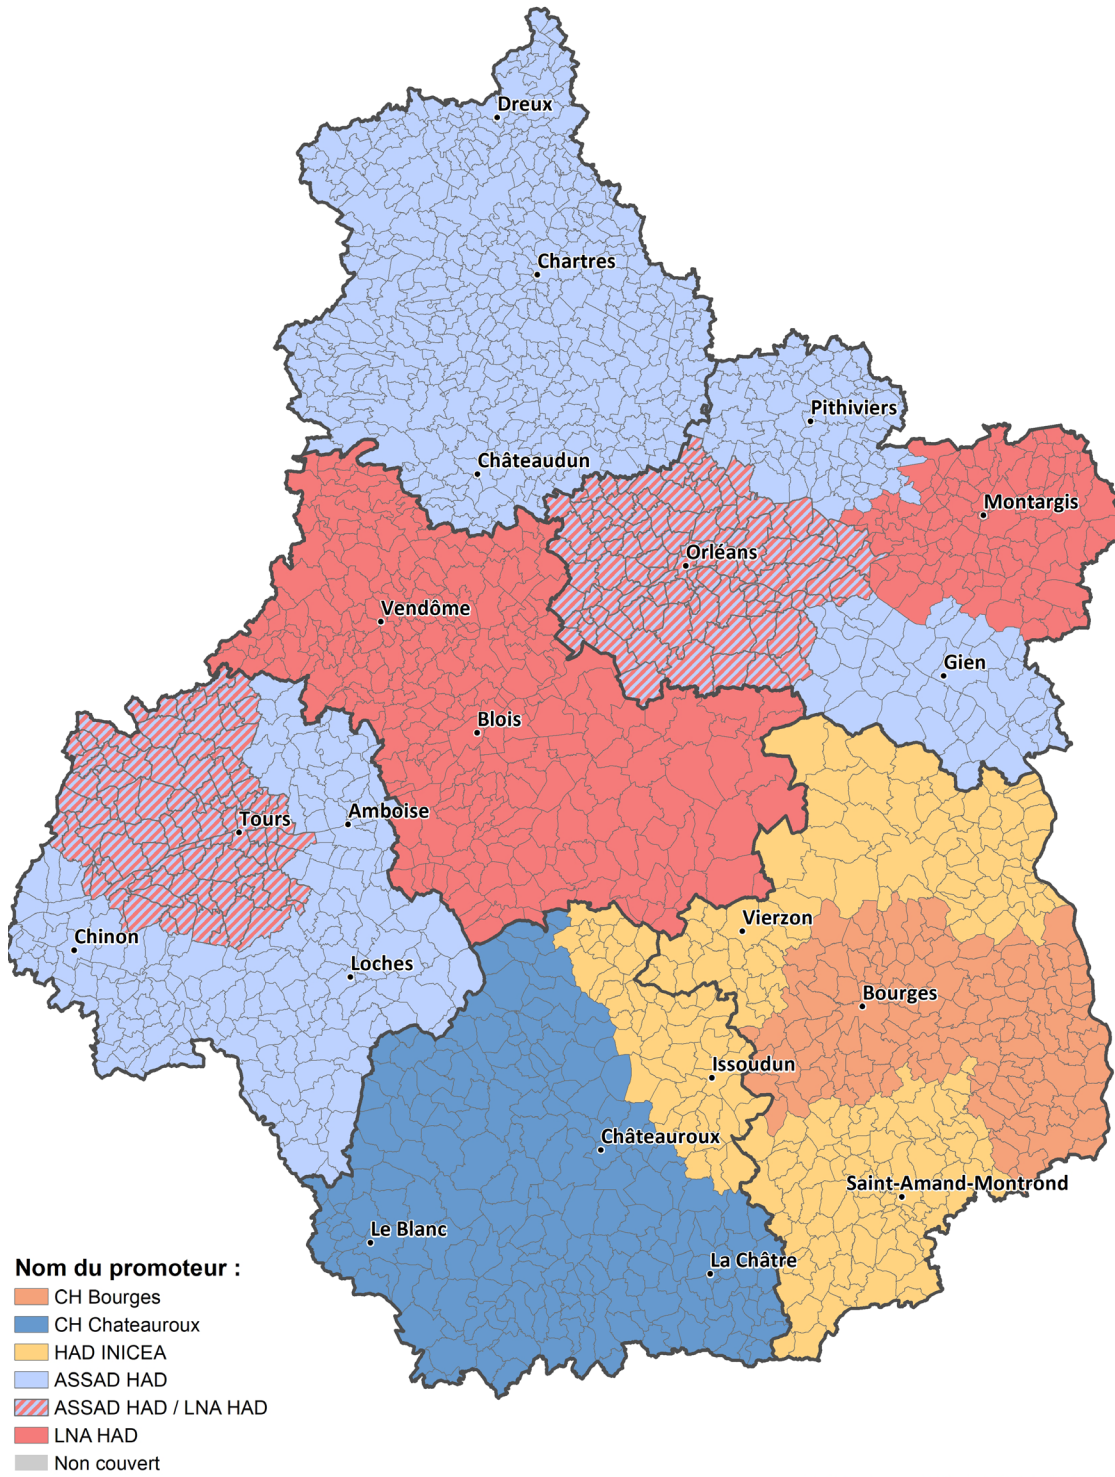 Dreux
Chartres
Pithiviers
Châteaudun
Montargis
Orléans
Vendôme
Gien
Blois
Amboise
Tours
Vierzon
Chinon
Loches
Bourges
Issoudun
Châteauroux
Saint-Amand-Montrond
Le Blanc
La Châtre
Nom du promoteur :
CH Bourges
CH Chateauroux
HAD INICEA
ASSAD HAD
ASSAD HAD / LNA HAD
LNA HAD
Non couvert